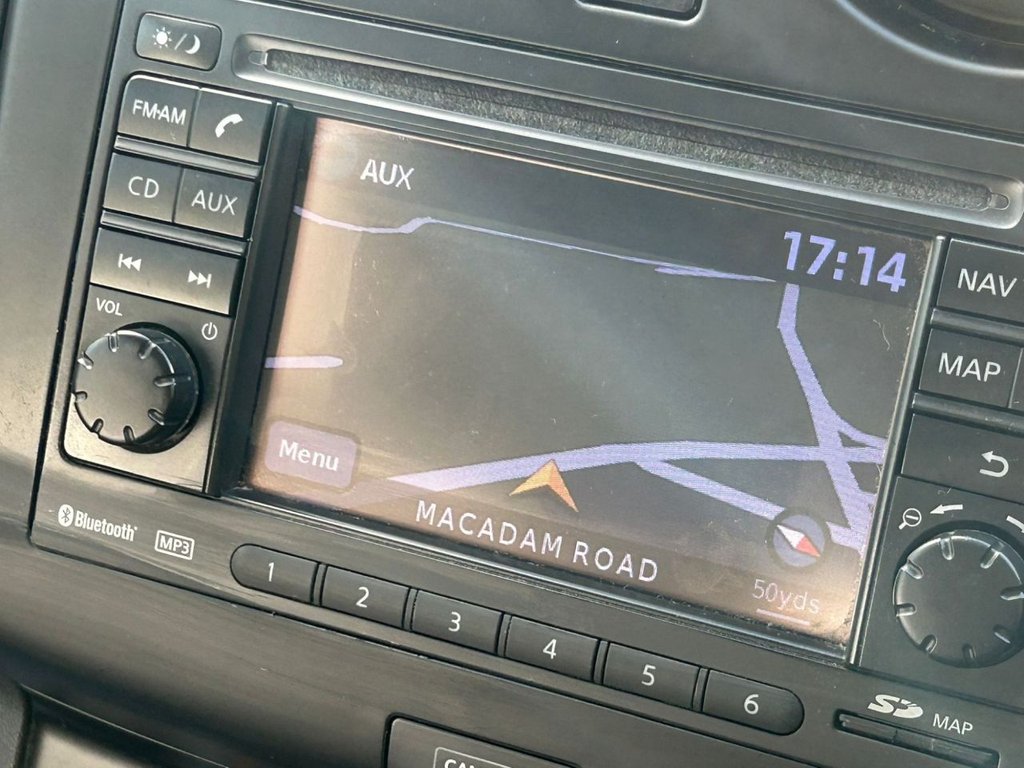 FM·AM
CD
AUX
VOL
AUX
17:14
Menu
MACADAM ROAD
50yds
NAV
MAP
Bluetooth
MP3
1
2
3
4
5
6
SD
MAP